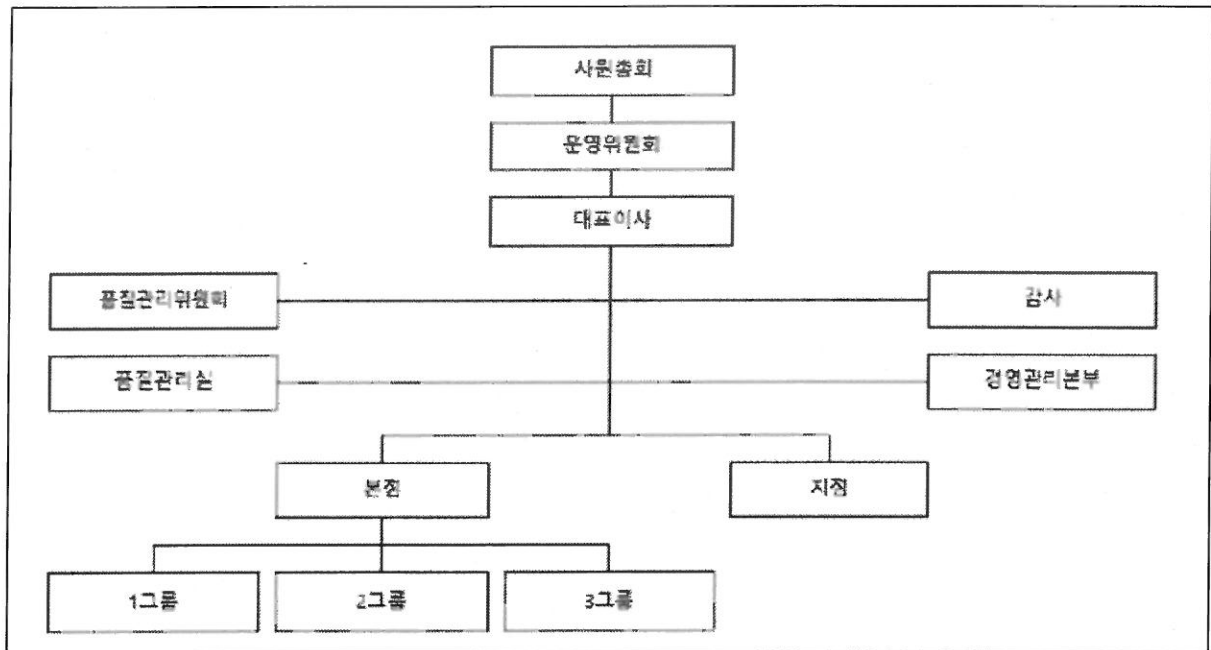 사원총회
운영위원회
대표이사
품질관리위원회
감사
품질관리실
경영관리본부
본점
지점
1그룹
2그룹
3그룹